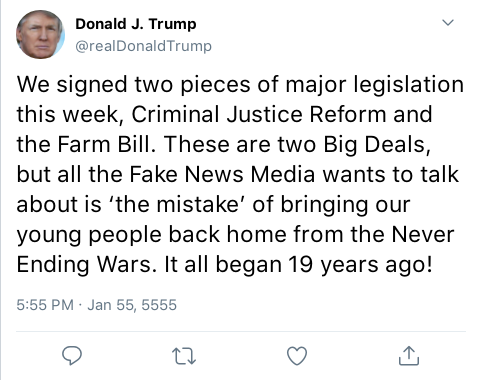 Donald J. Trump
@realDonaldTrump
We signed two pieces of major legislation
this week, Criminal Justice Reform and
the Farm Bill. These are two Big Deals,
but all the Fake News Media wants to talk
about is ‘the mistake’ of bringing our
young people back home from the Never
Ending Wars. It all began 19 years ago!
5:55 PM · Jan 55, 5555